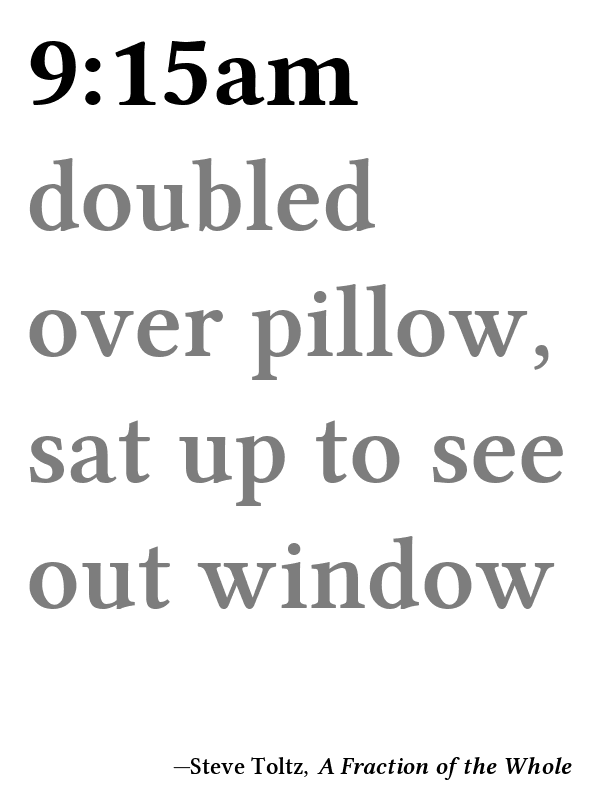 9:15am
doubled
over pillow,
sat up to see
out window
—Steve Toltz, A Fraction of the Whole